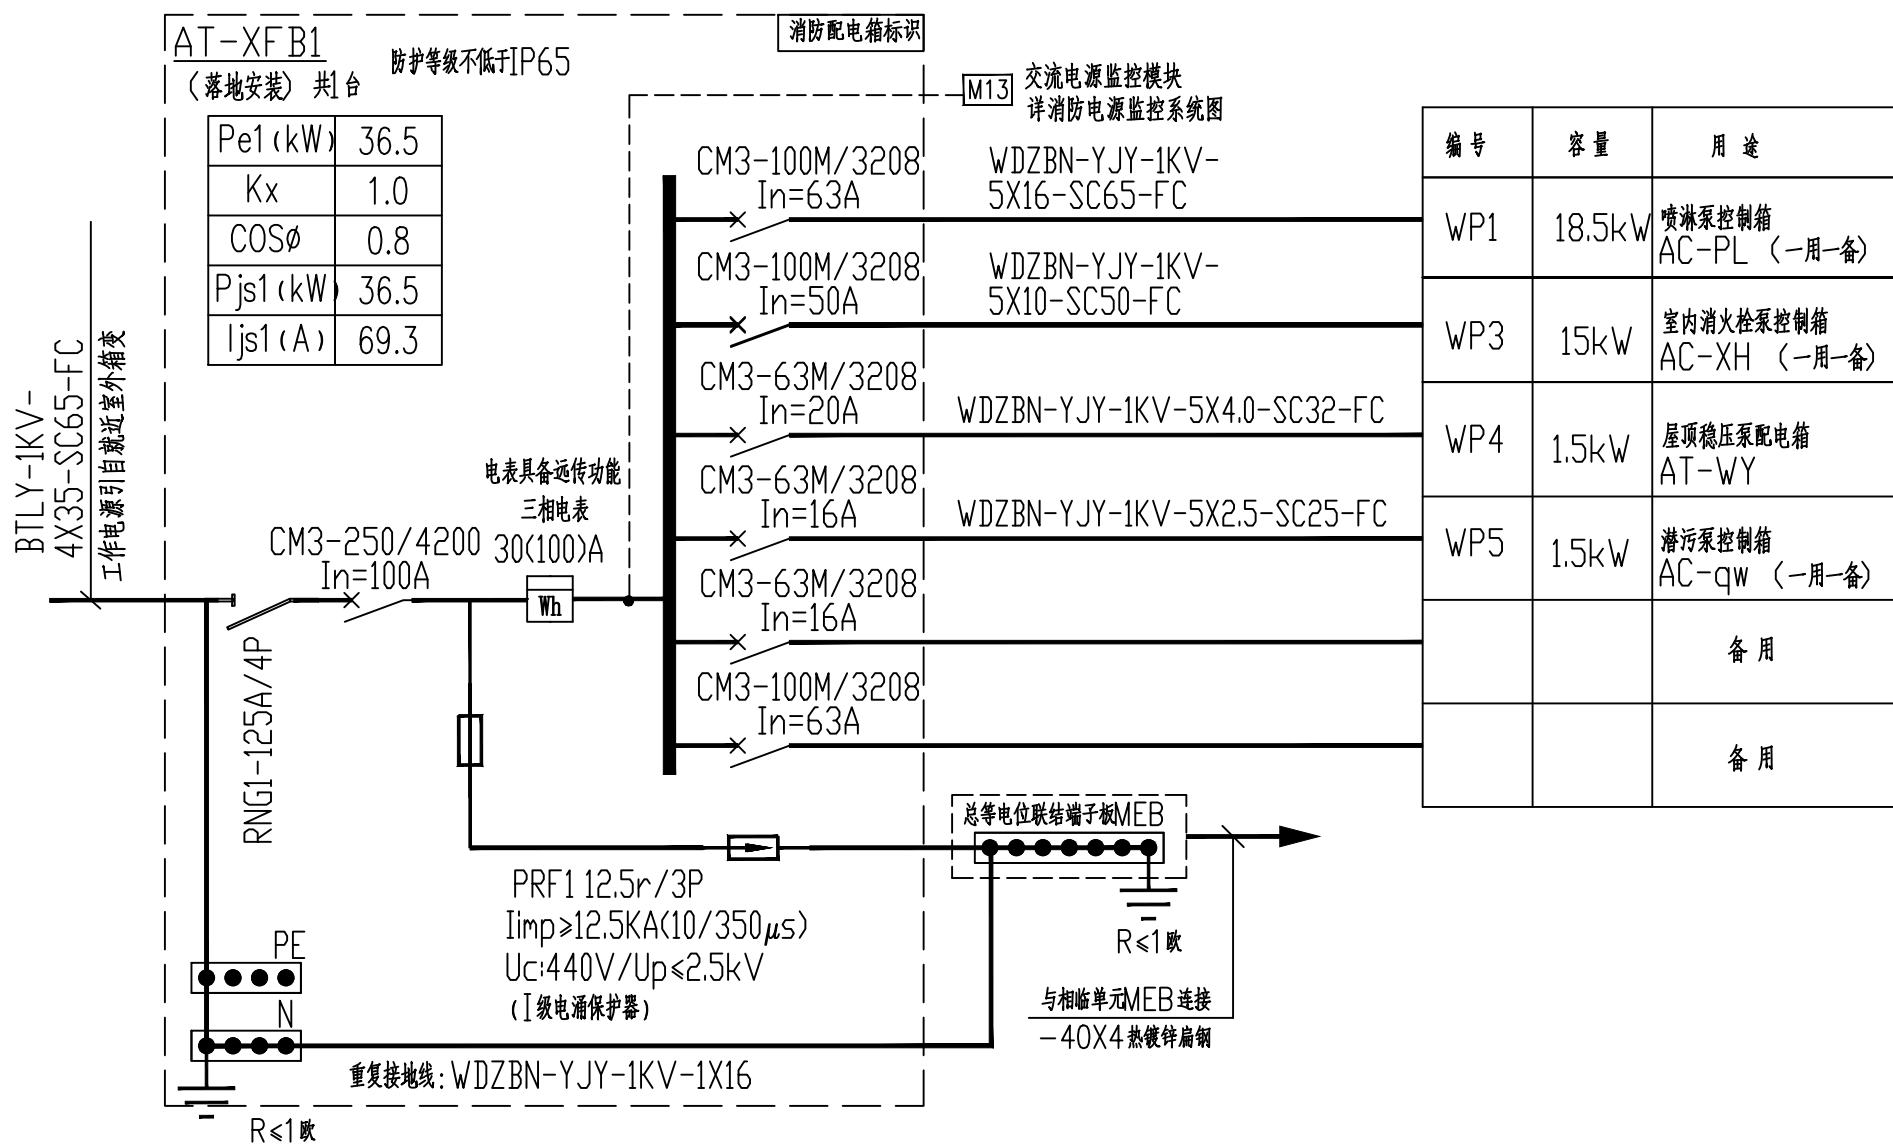 AT-XFB1
（落地安装）共1台
防护等级不低于IP65
消防配电箱标识
Pe1(kW) 36.5
Kx 1.0
COSø 0.8
Pjs1(kW) 36.5
Ijs1(A) 69.3
M13
交流电源监控模块
详消防电源监控系统图
BTLY-1KV-
4X35-SC65-FC
工作电源引自就近室外箱变
RNG1-125A/4P
CM3-250/4200
In=100A
电表具备远传功能
三相电表
30(100)A
Wh
CM3-100M/3208
In=63A
WDZBN-YJY-1KV-
5X16-SC65-FC
CM3-100M/3208
In=50A
WDZBN-YJY-1KV-
5X10-SC50-FC
CM3-63M/3208
In=20A
WDZBN-YJY-1KV-5X4.0-SC32-FC
CM3-63M/3208
In=16A
WDZBN-YJY-1KV-5X2.5-SC25-FC
CM3-63M/3208
In=16A
CM3-100M/3208
In=63A
编号 容量 用途
WP1 18.5kW 喷淋泵控制箱
AC-PL （一用一备）
WP3 15kW 室内消火栓泵控制箱
AC-XH （一用一备）
WP4 1.5kW 屋顶稳压泵配电箱
AT-WY
WP5 1.5kW 潜污泵控制箱
AC-qw （一用一备）
备用
备用
总等电位联结端子板MEB
R≤1欧
与相临单元MEB连接
-40X4热镀锌扁钢
PRF1 12.5r/3P
Iimp≥12.5KA(10/350μs)
Uc:440V/Up≤2.5kV
(I级电涌保护器)
PE
N
重复接地线:WDZBN-YJY-1KV-1X16
R≤1欧